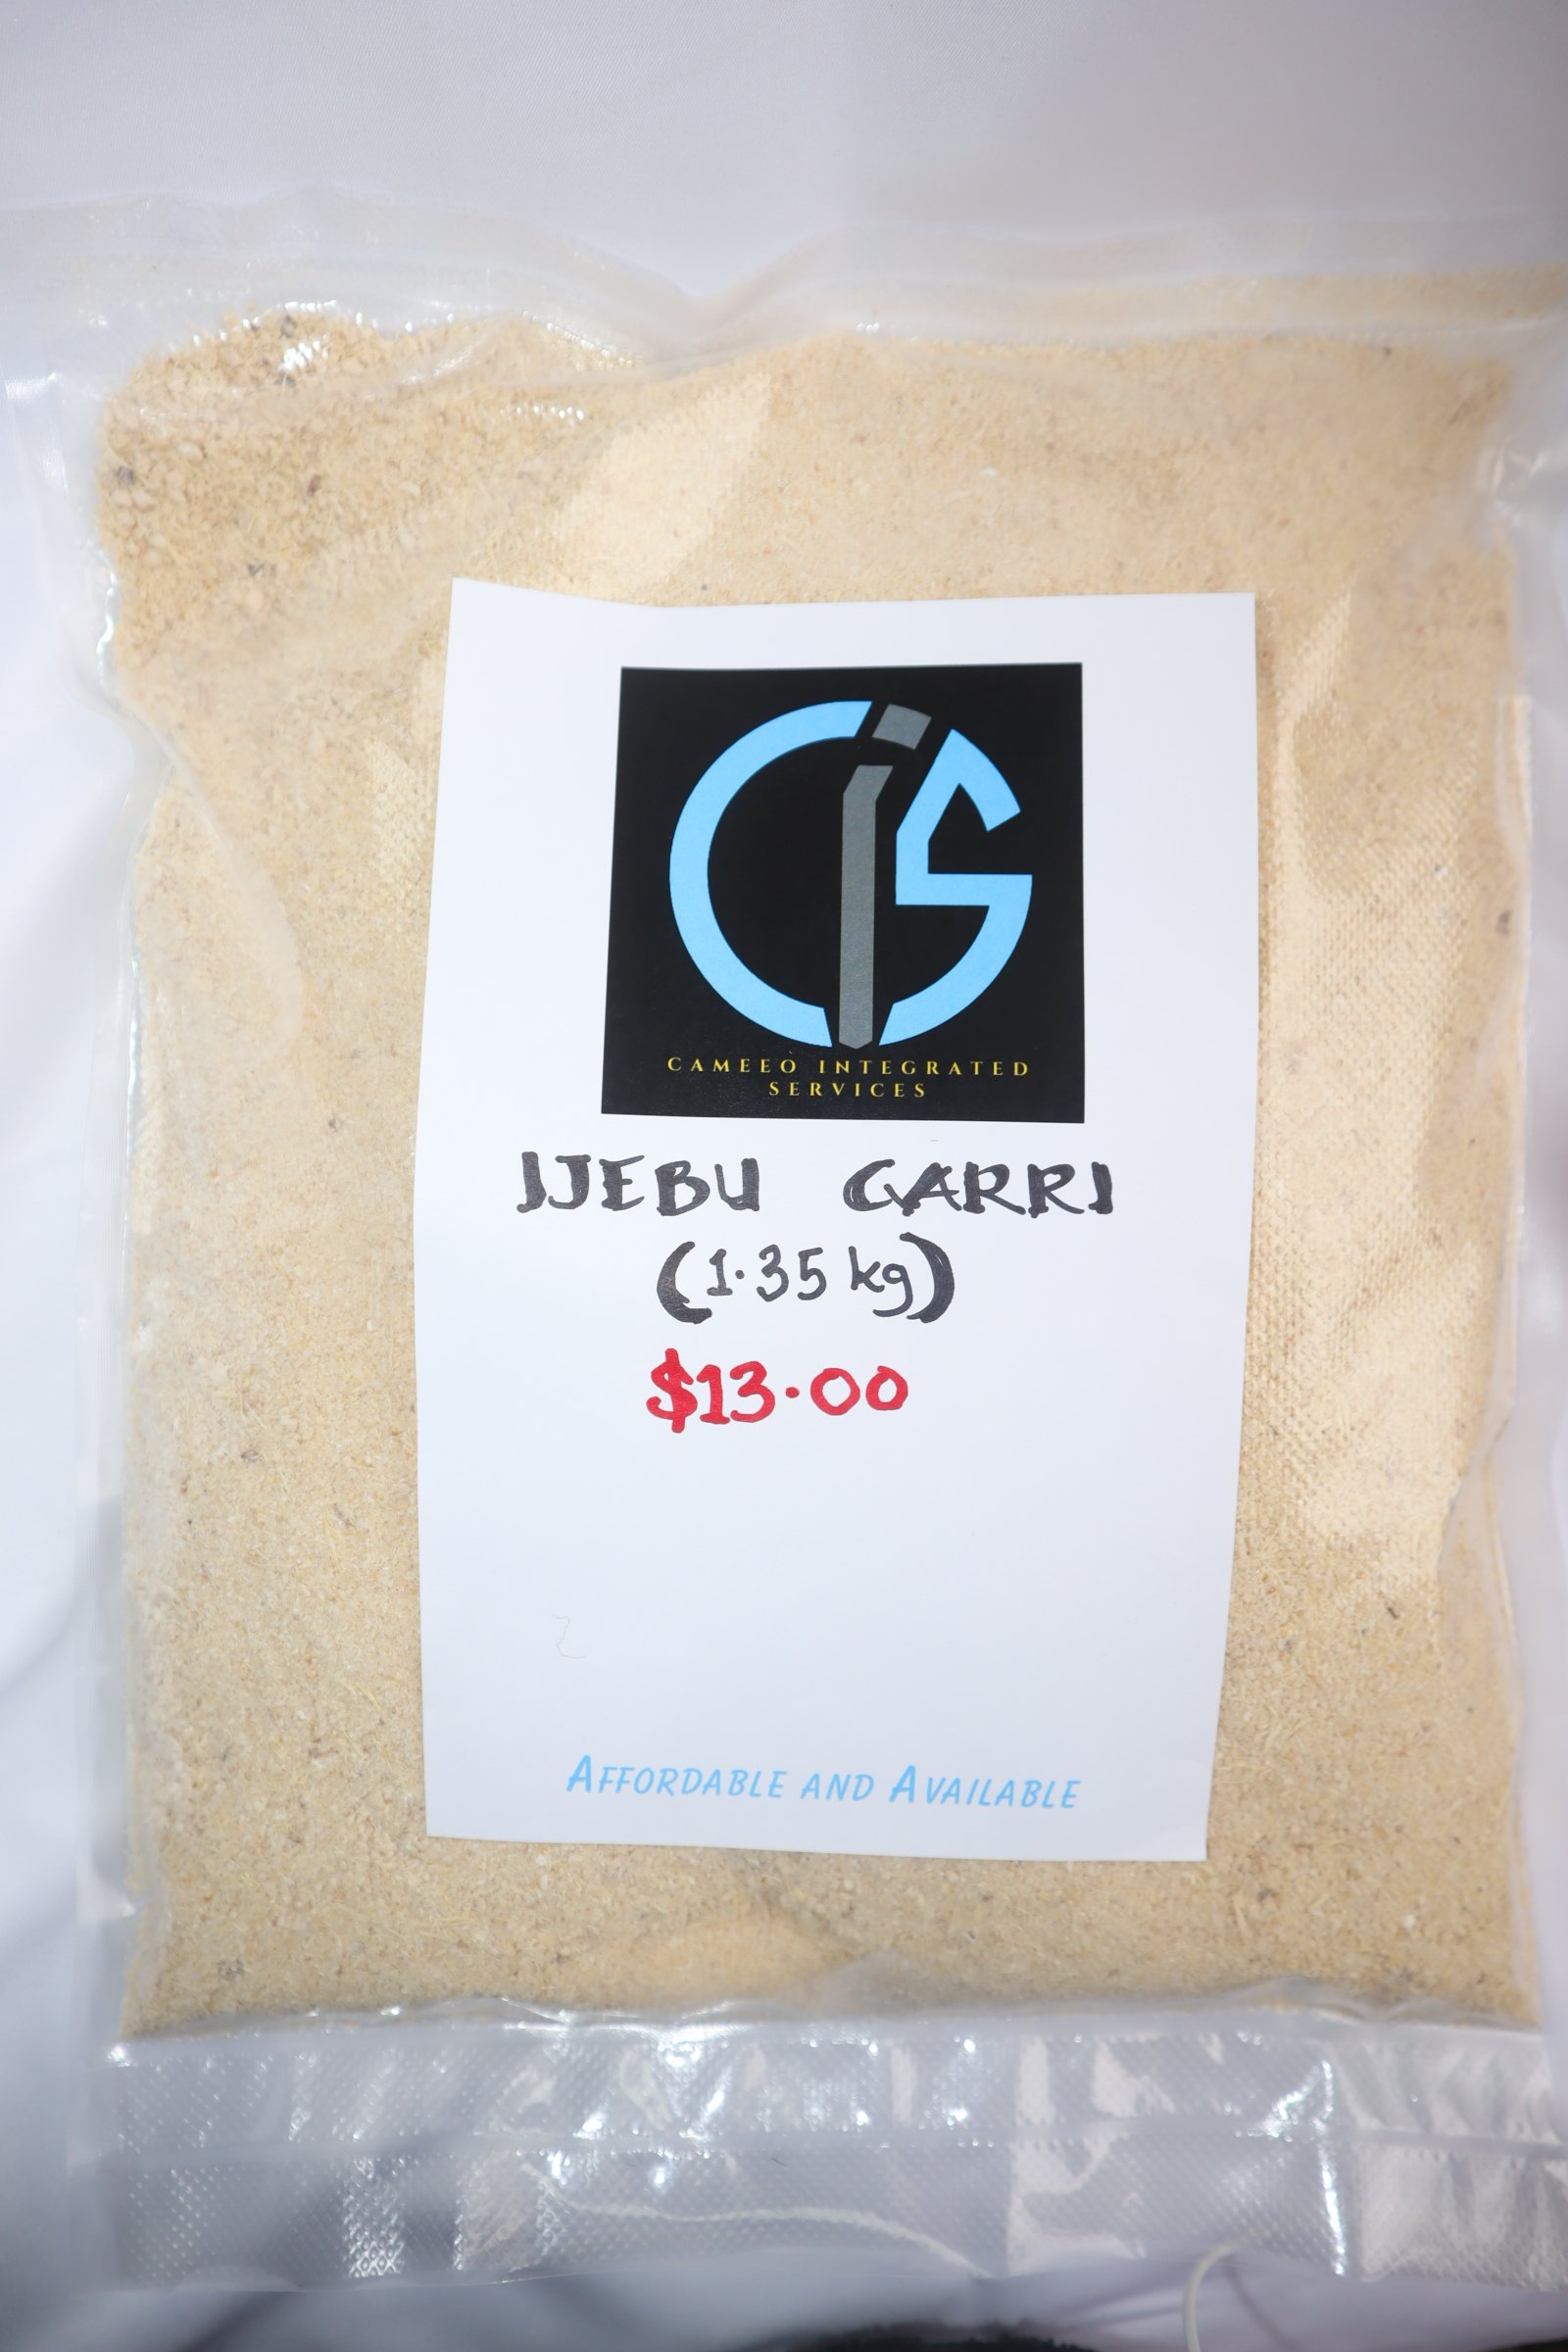 CiS
CAMEEO INTEGRATED
SERVICES
IJEBU GARRI
(1.35 kg)
$13.00
AFFORDABLE AND AVAILABLE